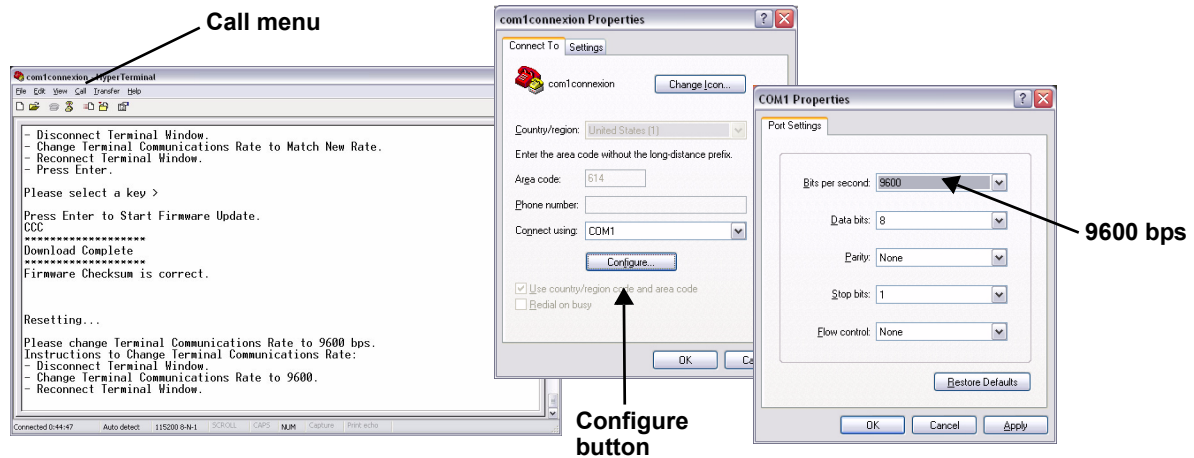 Call menu
com1connexion - HyperTerminal
File Edit View Call Transfer Help
- Disconnect Terminal Window.
- Change Terminal Communications Rate to Match New Rate.
- Reconnect Terminal Window.
- Press Enter.
Please select a key >
Press Enter to Start Firmware Update.
CCC
*******************
Download Complete
*******************
Firmware Checksum is correct.
Resetting...
Please change Terminal Communications Rate to 9600 bps.
Instructions to Change Terminal Communications Rate:
- Disconnect Terminal Window.
- Change Terminal Communications Rate to 9600.
- Reconnect Terminal Window.
Connected 0:44:47 Auto detect 115200 8-N-1 SCROLL CAPS NUM Capture Print echo
com1connexion Properties
Connect To Settings
com1connexion Change Icon...
Country/region: United States (1)
Enter the area code without the long-distance prefix.
Area code: 614
Phone number:
Connect using: COM1
Configure...
Use country/region code and area code
Redial on busy
OK Ca
Configure
button
COM1 Properties
Port Settings
Bits per second: 9600
Data bits: 8
Parity: None
Stop bits: 1
Flow control: None
Restore Defaults
OK Cancel Apply
9600 bps